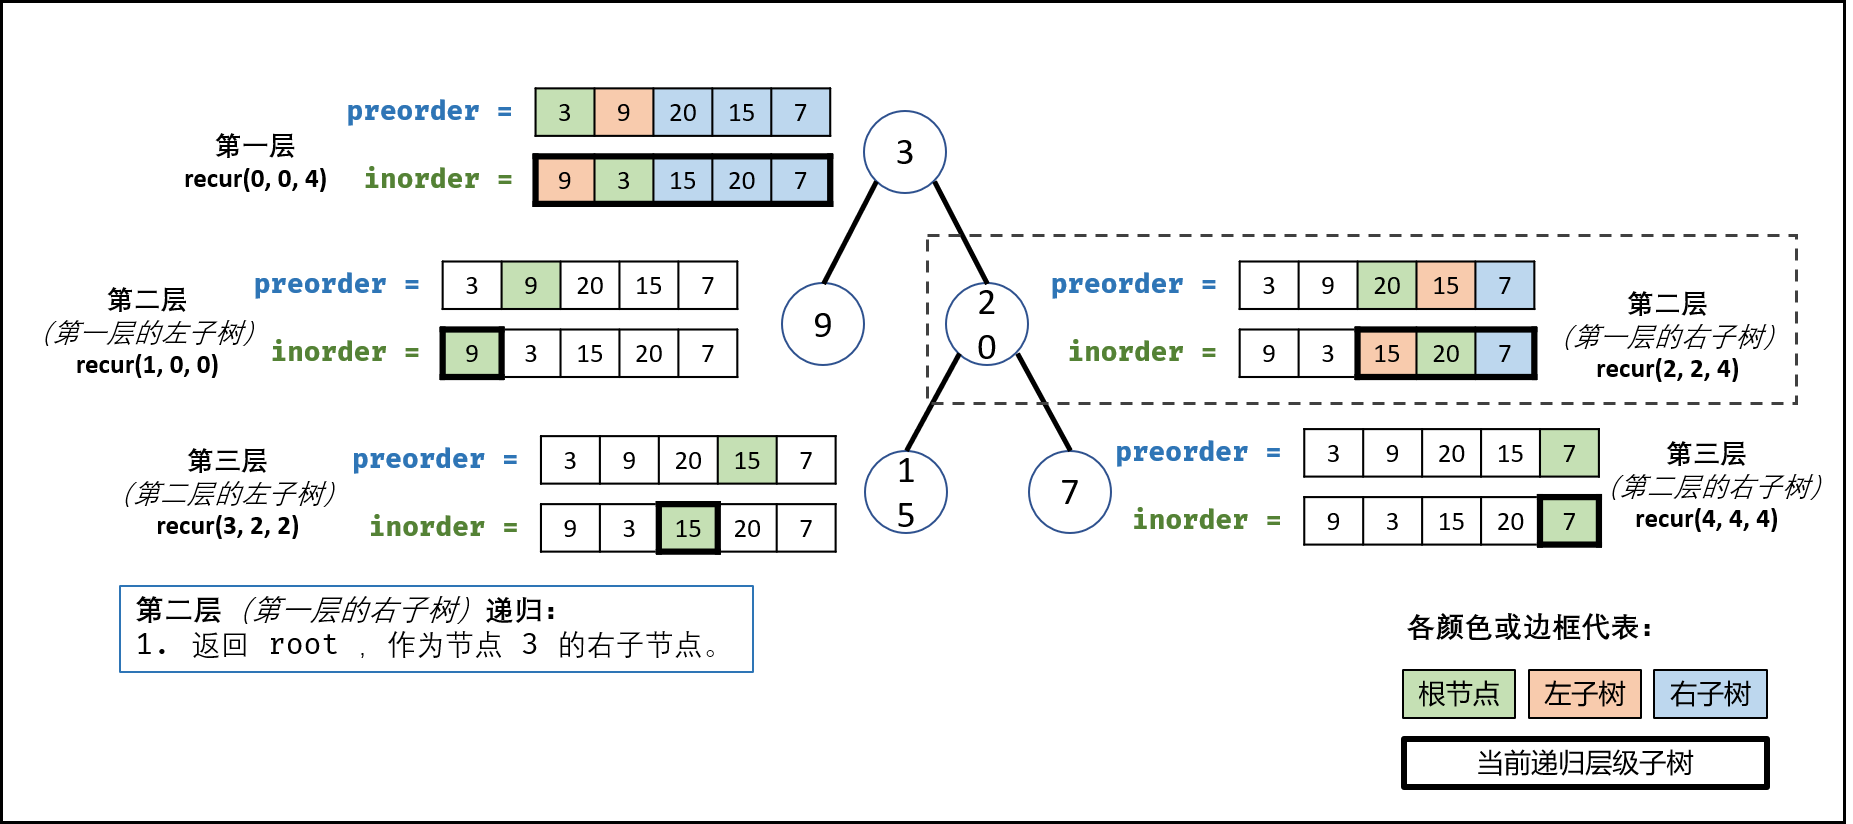 preorder = 3 9 20 15 7
第一层
recur(0, 0, 4)
inorder = 9 3 15 20 7
3
preorder = 3 9 20 15 7
第二层
（第一层的左子树）
recur(1, 0, 0)
inorder = 9 3 15 20 7
9
2
0
preorder = 3 9 20 15 7
第二层
（第一层的右子树）
recur(2, 2, 4)
inorder = 9 3 15 20 7
preorder = 3 9 20 15 7
第三层
（第二层的左子树）
recur(3, 2, 2)
inorder = 9 3 15 20 7
1
5
7
preorder = 3 9 20 15 7
第三层
（第二层的右子树）
recur(4, 4, 4)
inorder = 9 3 15 20 7
第二层（第一层的右子树）递归：
1. 返回 root ，作为节点 3 的右子节点。
各颜色或边框代表：
根节点 左子树 右子树
当前递归层级子树